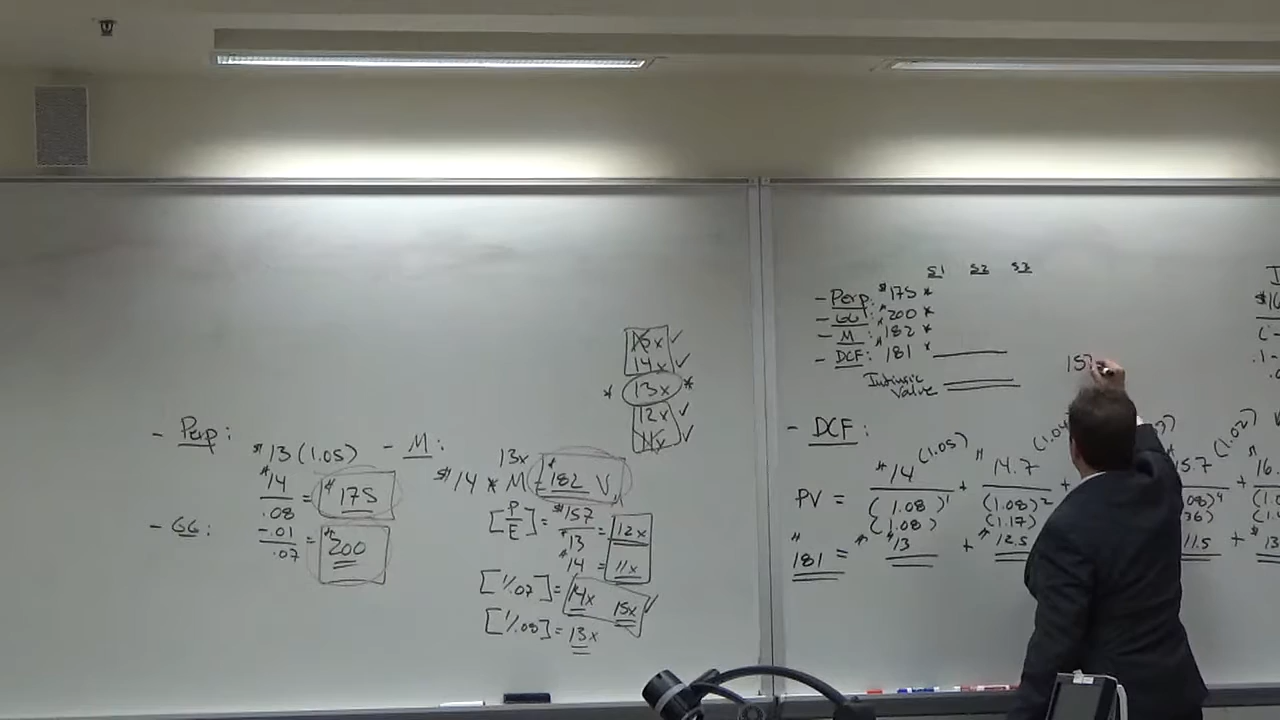 - Perp:
$13 (1.05)
$14
.08
= $175
- GG:
-.01
.07
= $200
- M:
13x
$14 * M = $182 V
[P/E] = $157
$13
= 12x
$14 = 11x
[1/.07] = 14x 15x ✓
[1/.08] = 13x
15x ✓
14x ✓
* 13x *
12x ✓
11x ✓
S1 S2 S3
- Perp: $175 *
- GG: $200 *
- M: $182 *
- DCF: $181 *
Intrinsic
Value
157
- DCF:
$14 (1.05) 14.7 (1.04 15.7 (1.02) 16.
PV = + +
(1.08)¹ (1.08)² .08)⁴
(1.08) (1.17) 36)
$181 = $13 + $12.5 11.5 + $13
$16
.1-